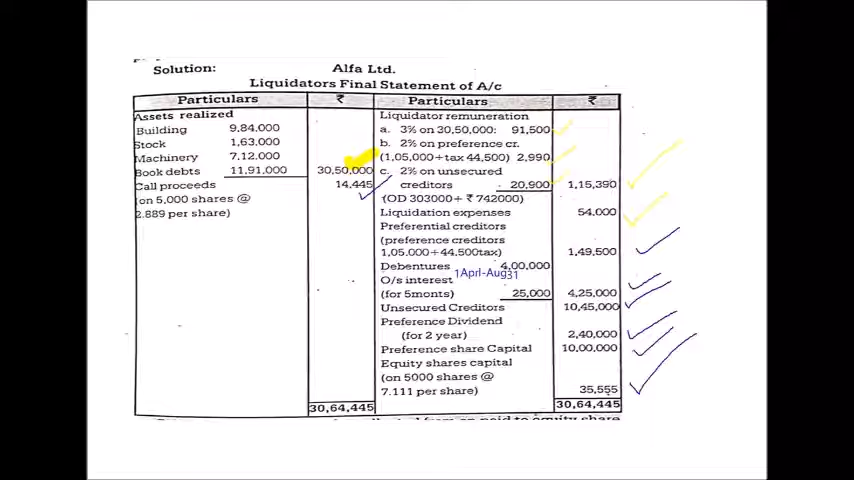 Solution: Alfa Ltd.
Liquidators Final Statement of A/c
Particulars ₹ Particulars ₹
Assets realized Liquidator remuneration
Building 9,84.000 a. 3% on 30,50,000: 91,500
Stock 1,63.000 b. 2% on preference cr.
Machinery 7,12.000 (1,05,000+tax 44,500) 2,990
Book debts 11,91.000 30,50,000 c. 2% on unsecured
Call proceeds 14,445 creditors 20,900 1,15,390
(on 5,000 shares @ (OD 303000+ ₹ 742000)
2.889 per share) Liquidation expenses 54.000
Preferential creditors
(preference creditors
1,05,000+44,500tax) 1,49,500
Debentures 4,00,000
O/s interest 1Aprl-Aug31
(for 5monts) 25,000 4,25,000
Unsecured Creditors 10,45,000
Preference Dividend
(for 2 year) 2,40,000
Preference share Capital 10,00,000
Equity shares capital
(on 5000 shares @
7.111 per share) 35,555
30,64,445 30,64,445